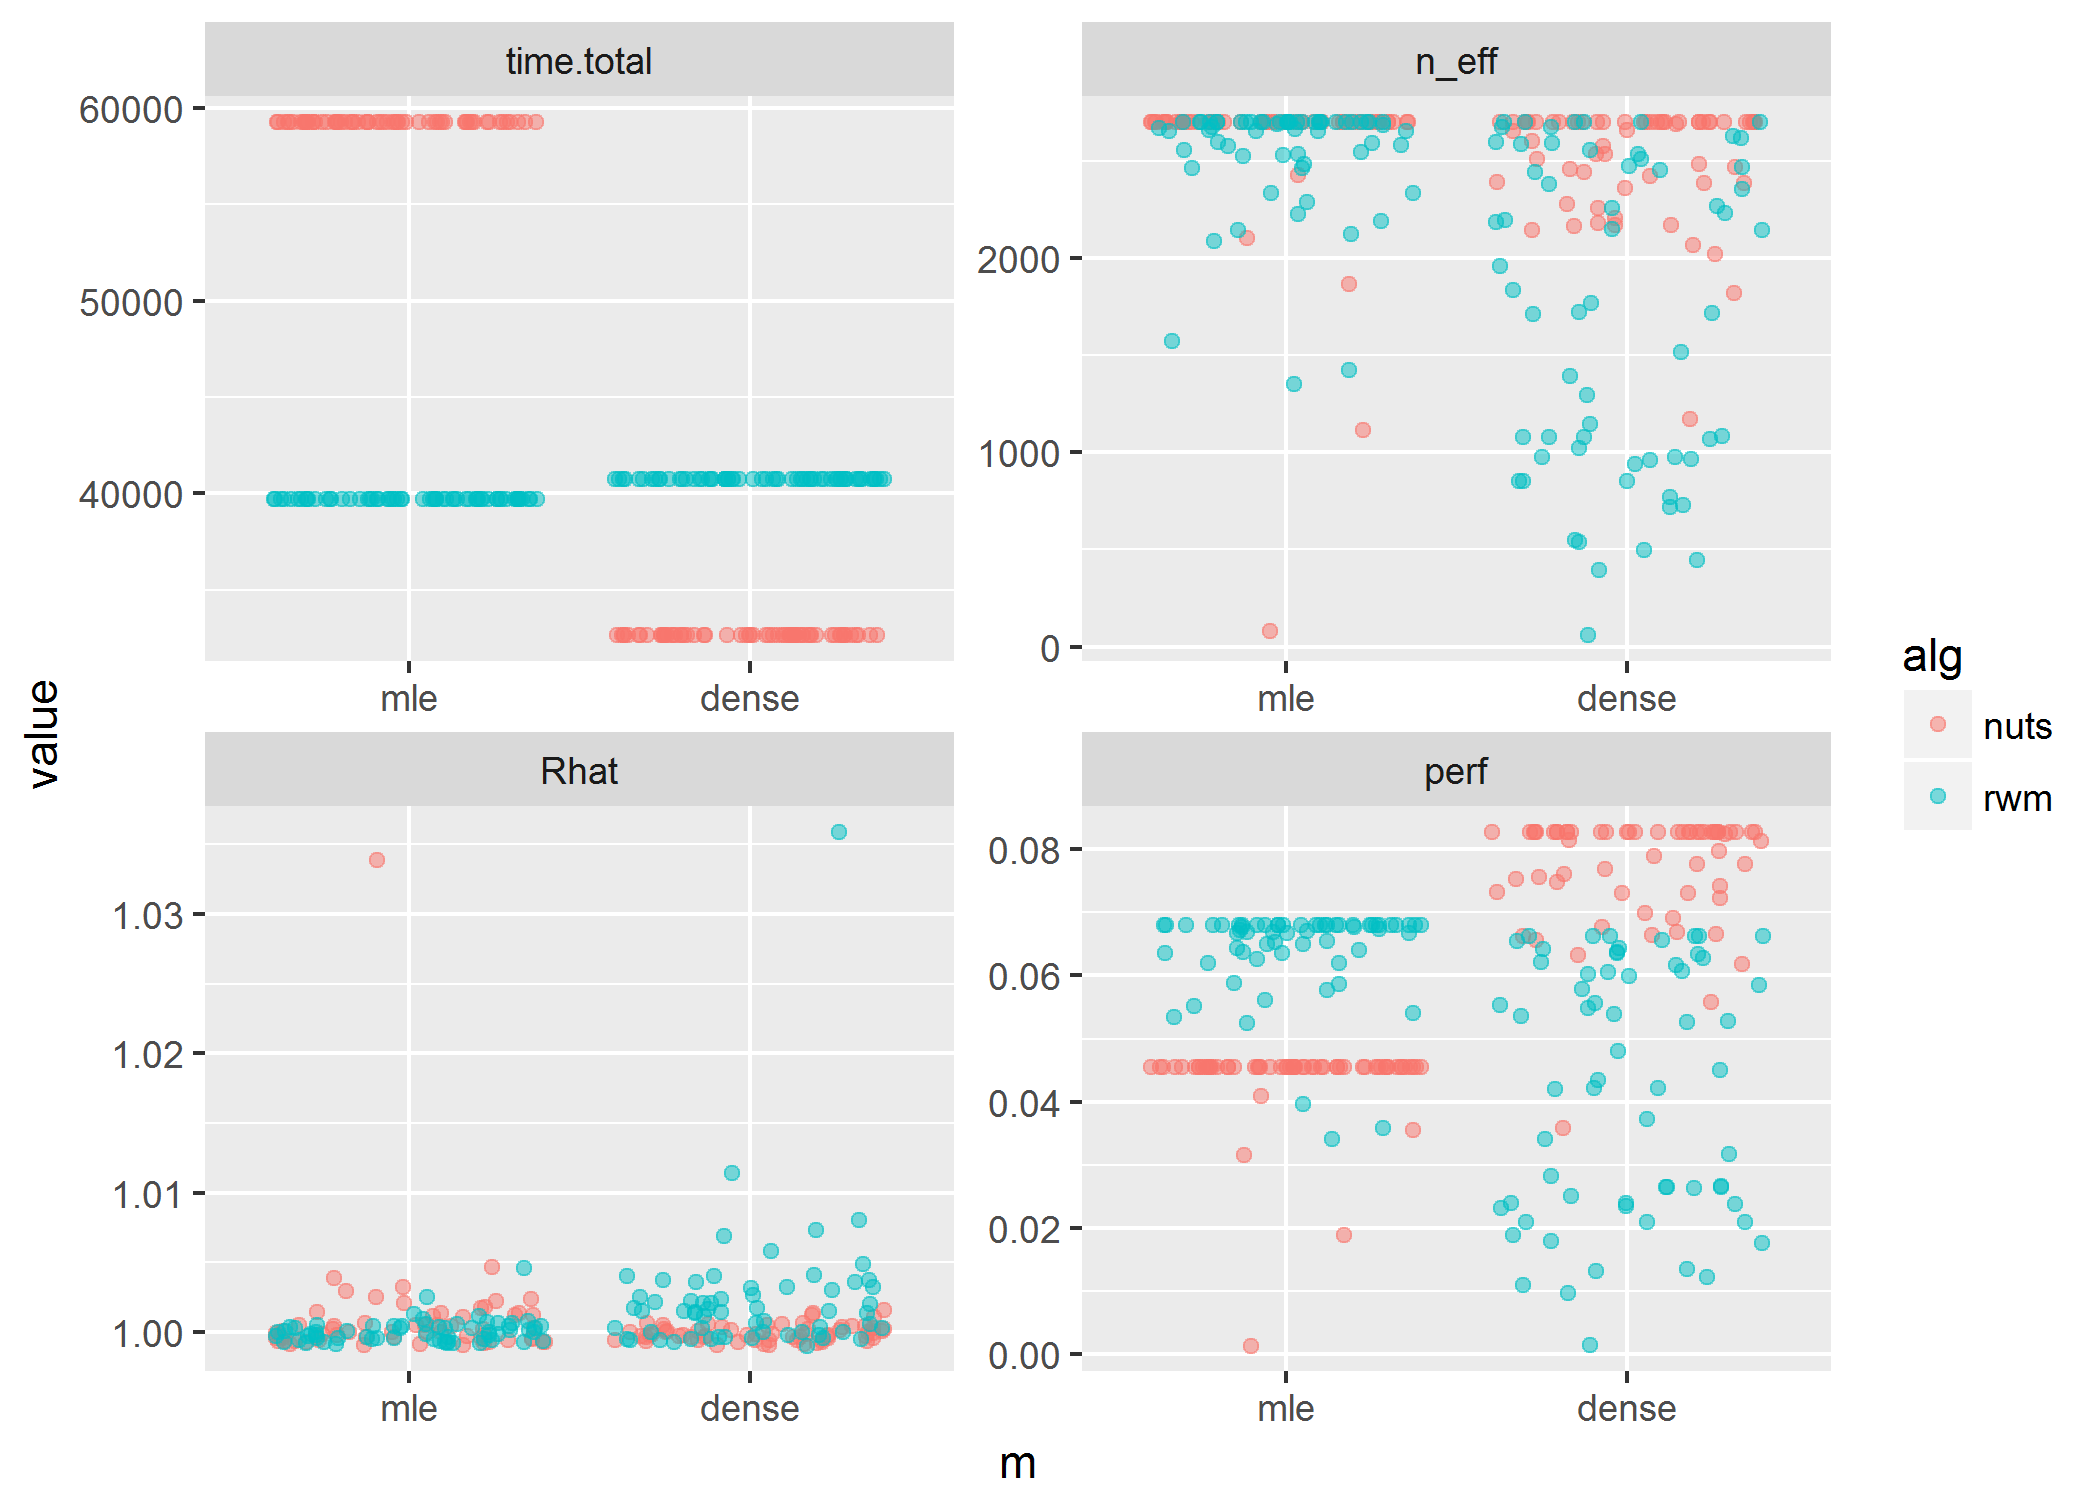 time.total
n_eff
60000
50000
40000
2000
1000
0
mle
dense
mle
dense
value
Rhat
perf
1.03
1.02
1.01
1.00
0.08
0.06
0.04
0.02
0.00
mle
dense
mle
dense
m
alg
nuts
rwm